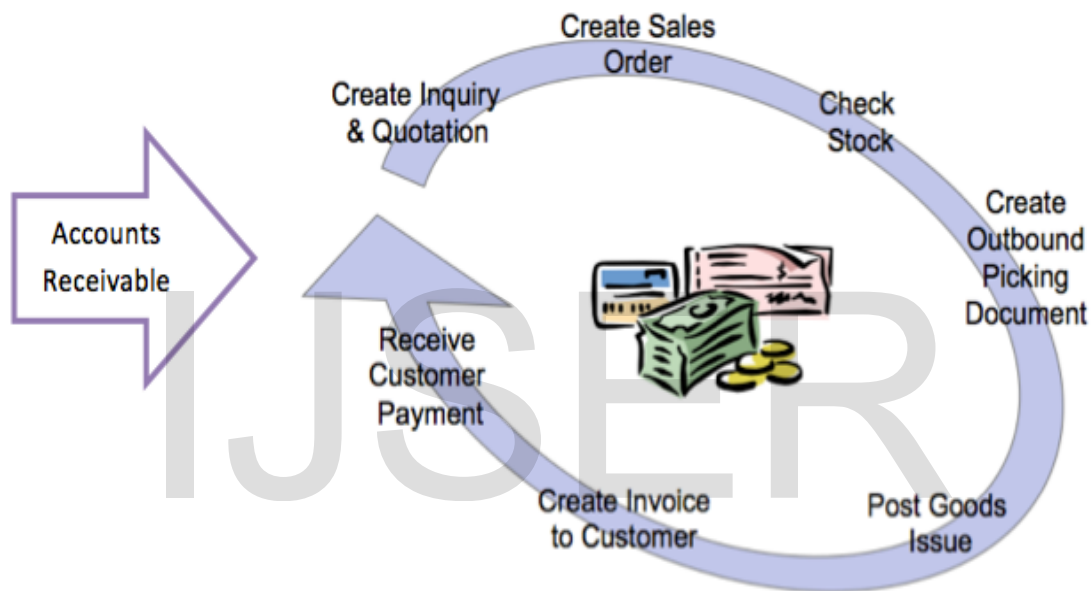 Accounts
Receivable
Create Inquiry
& Quotation
Create Sales
Order
Check
Stock
Create
Outbound
Picking
Document
Post Goods
Issue
Create Invoice
to Customer
Receive
Customer
Payment
IJSER